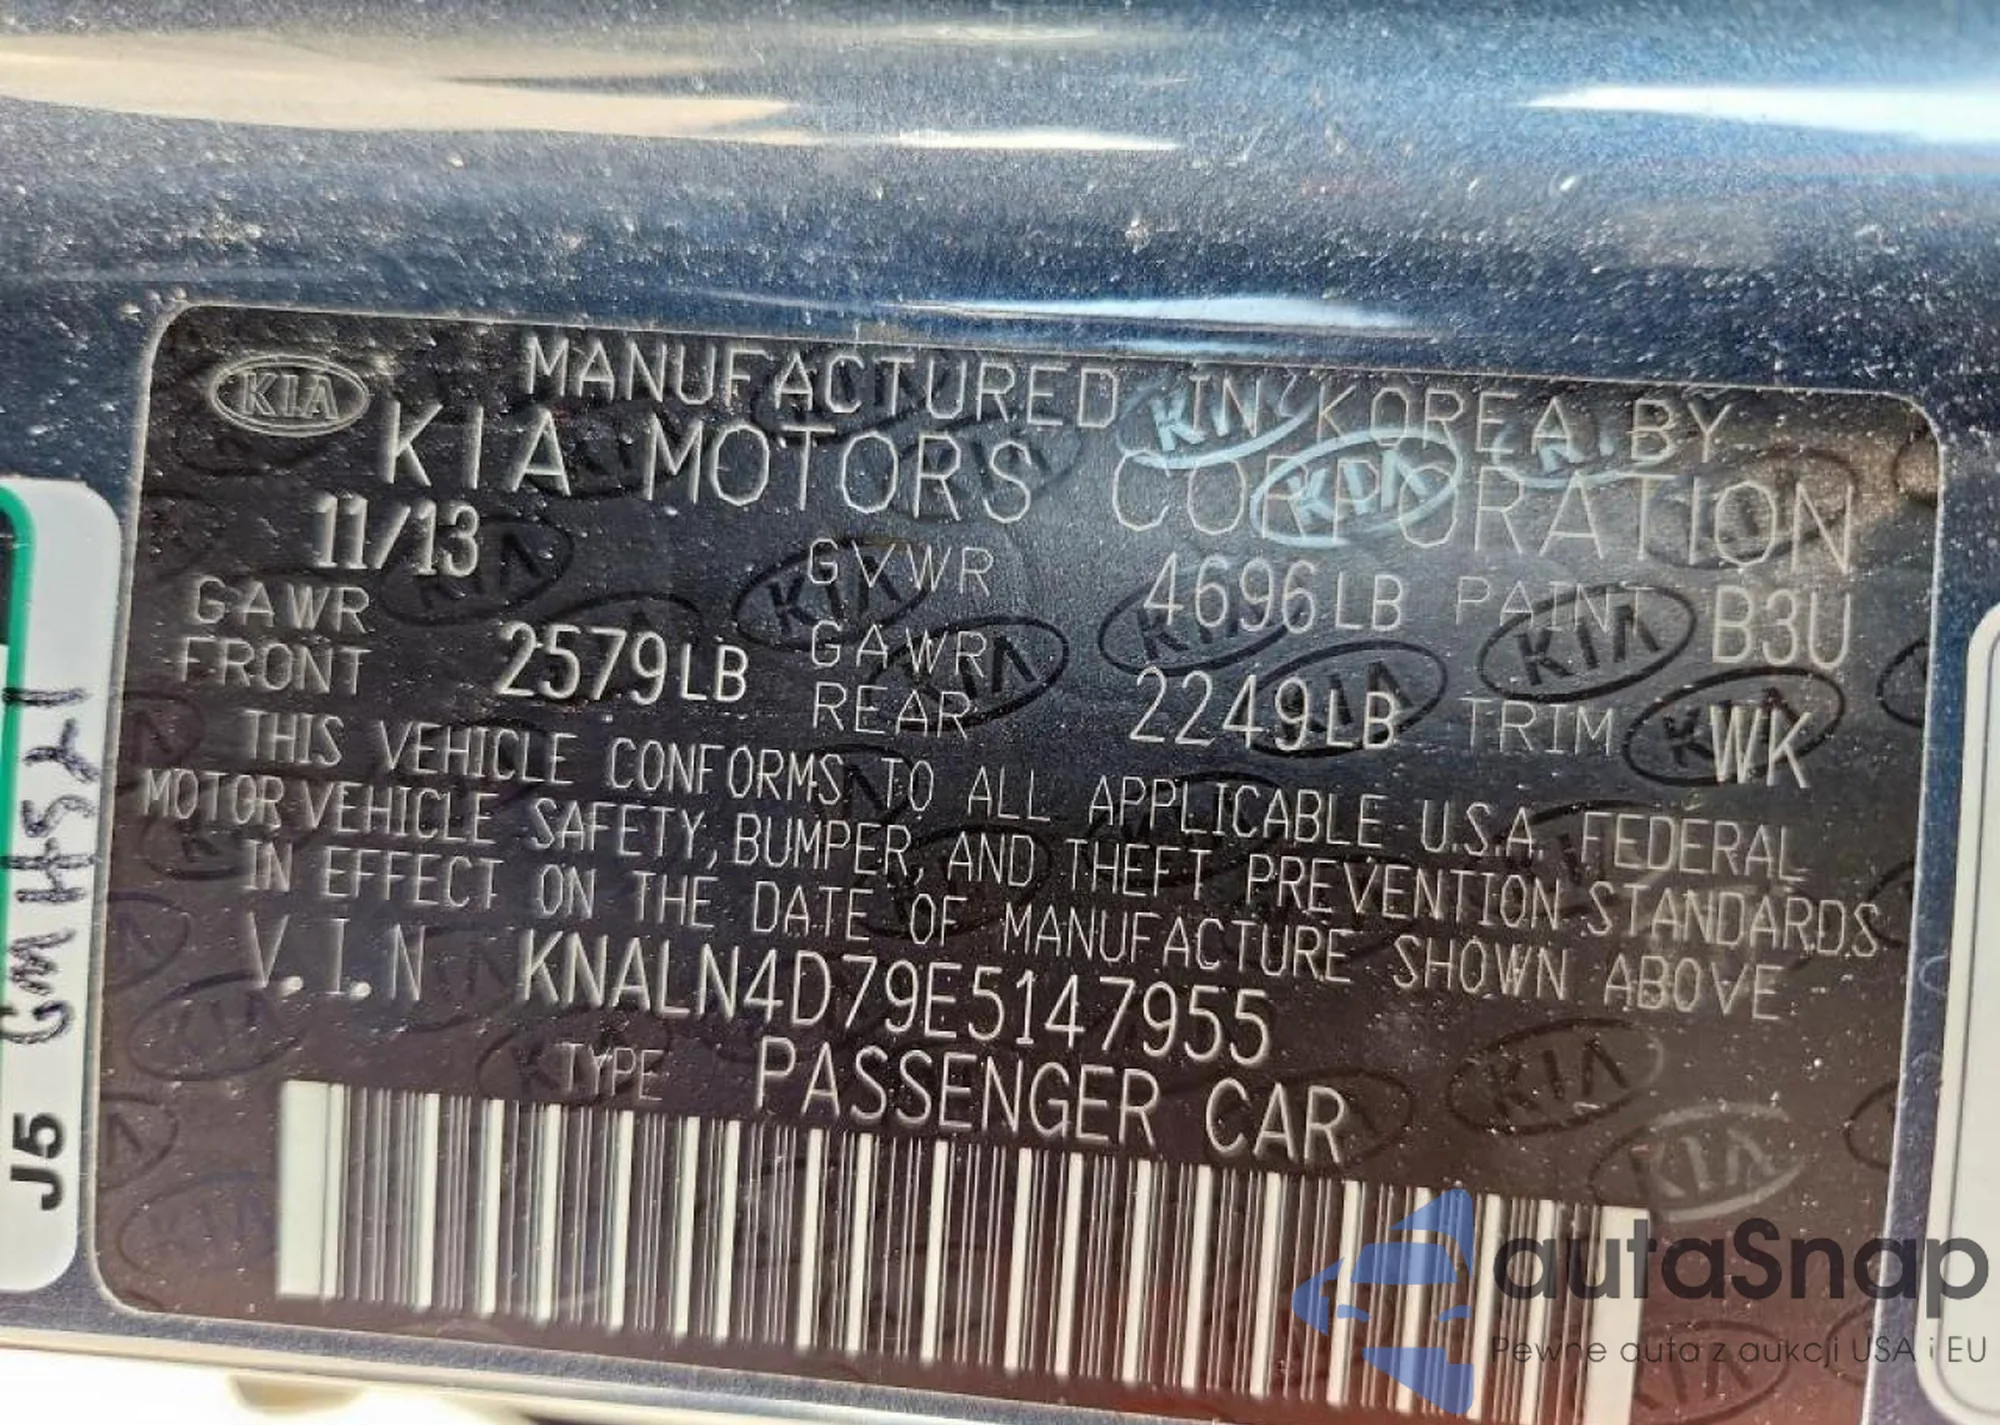 KIA
MANUFACTURED IN KOREA BY
KIA MOTORS CORPORATION
11/13 GVWR 4696LB PAINT B3U
GAWR FRONT 2579LB GAWR REAR 2249LB TRIM WK
THIS VEHICLE CONFORMS TO ALL APPLICABLE U.S.A. FEDERAL
MOTOR VEHICLE SAFETY, BUMPER, AND THEFT PREVENTION STANDARDS
IN EFFECT ON THE DATE OF MANUFACTURE SHOWN ABOVE
V.I.N KNALN4D79E5147955
TYPE PASSENGER CAR
J5
autaSnap
Pewne auta z aukcji USA i EU